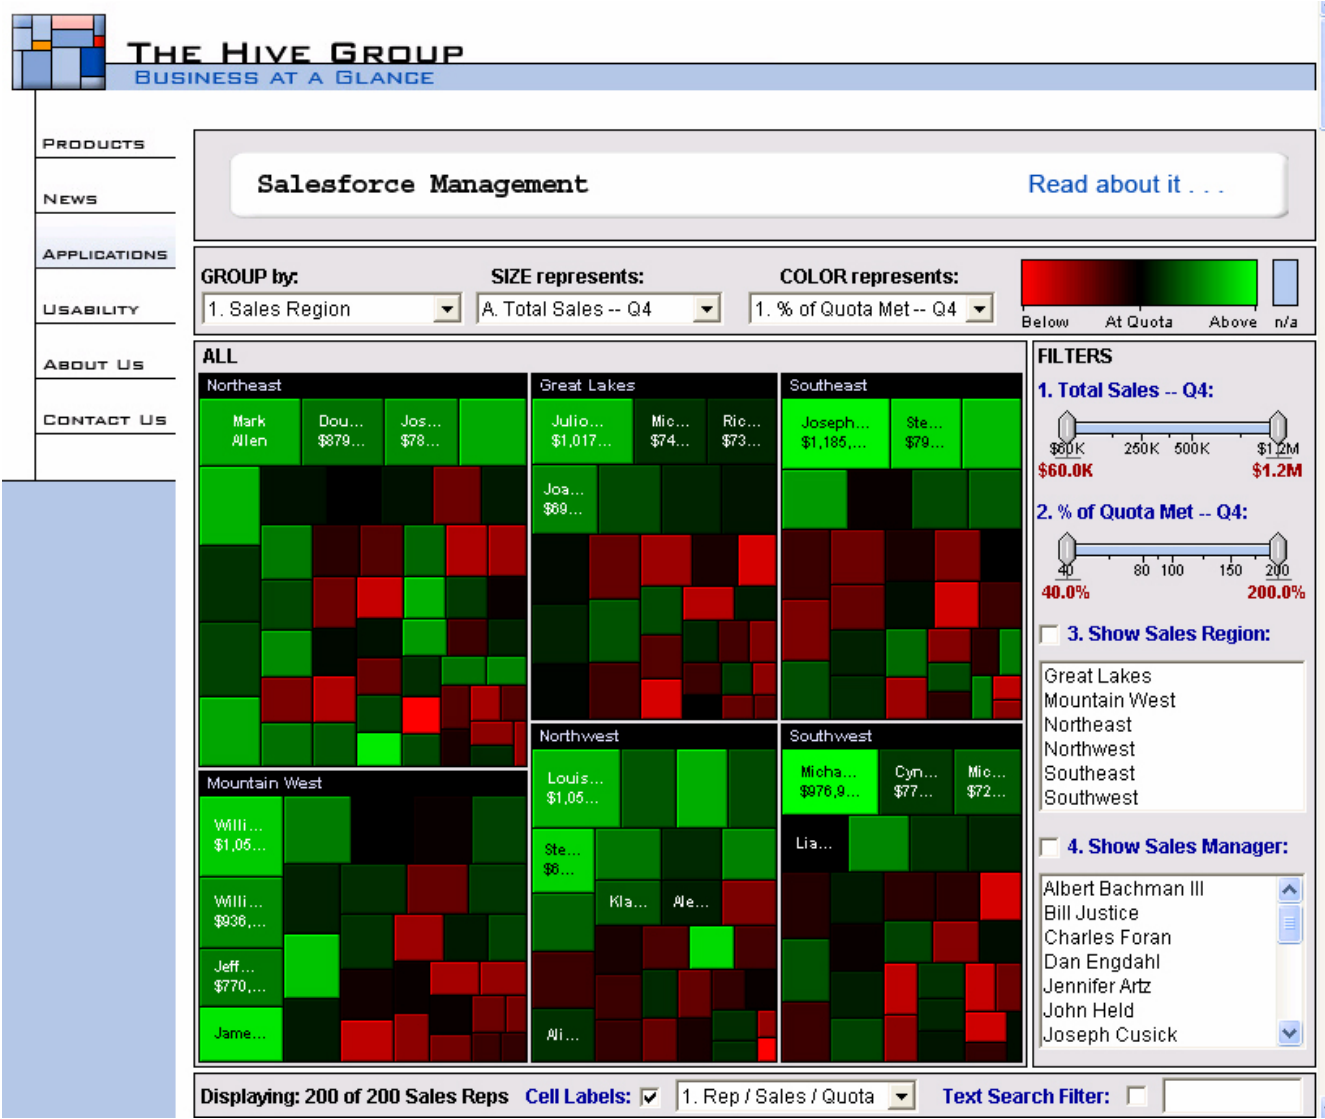 THE HIVE GROUP
BUSINESS AT A GLANCE
PRODUCTS
NEWS
APPLICATIONS
USABILITY
ABOUT US
CONTACT US
Salesforce Management
Read about it . . .
GROUP by:
1. Sales Region
SIZE represents:
A. Total Sales -- Q4
COLOR represents:
1. % of Quota Met -- Q4
Below At Quota Above n/a
ALL
Northeast
Mark Allen
Dou... $879...
Jos... $78...
Great Lakes
Julio... $1,017...
Mic... $74...
Ric... $73...
Joa... $69...
Southeast
Joseph... $1,185,...
Ste... $79...
Mountain West
Willi... $1,05...
Willi... $936,...
Jeff... $770,...
Jame...
Northwest
Louis... $1,05...
Ste... $6...
Kla...
Ale...
Ali...
Southwest
Micha... $976,9...
Cyn... $77...
Mic... $72...
Lia...
FILTERS
1. Total Sales -- Q4:
$60K 250K 500K $1.2M
$60.0K $1.2M
2. % of Quota Met -- Q4:
40 80 100 150 200
40.0% 200.0%
3. Show Sales Region:
Great Lakes
Mountain West
Northeast
Northwest
Southeast
Southwest
4. Show Sales Manager:
Albert Bachman III
Bill Justice
Charles Foran
Dan Engdahl
Jennifer Artz
John Held
Joseph Cusick
Displaying: 200 of 200 Sales Reps
Cell Labels:
1. Rep / Sales / Quota
Text Search Filter: